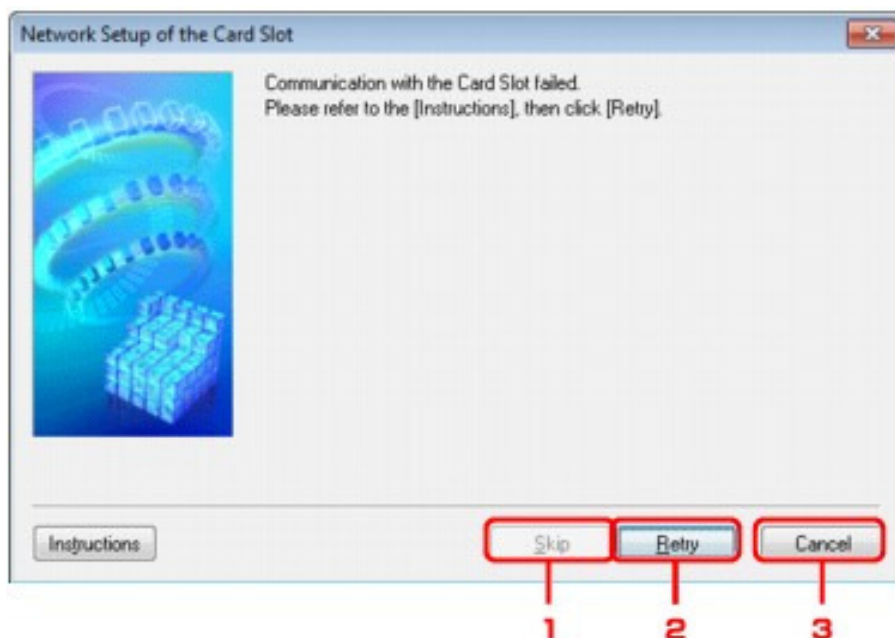 Network Setup of the Card Slot
Communication with the Card Slot failed.
Please refer to the [Instructions], then click [Retry].
Instructions Skip Retry Cancel
1 2 3